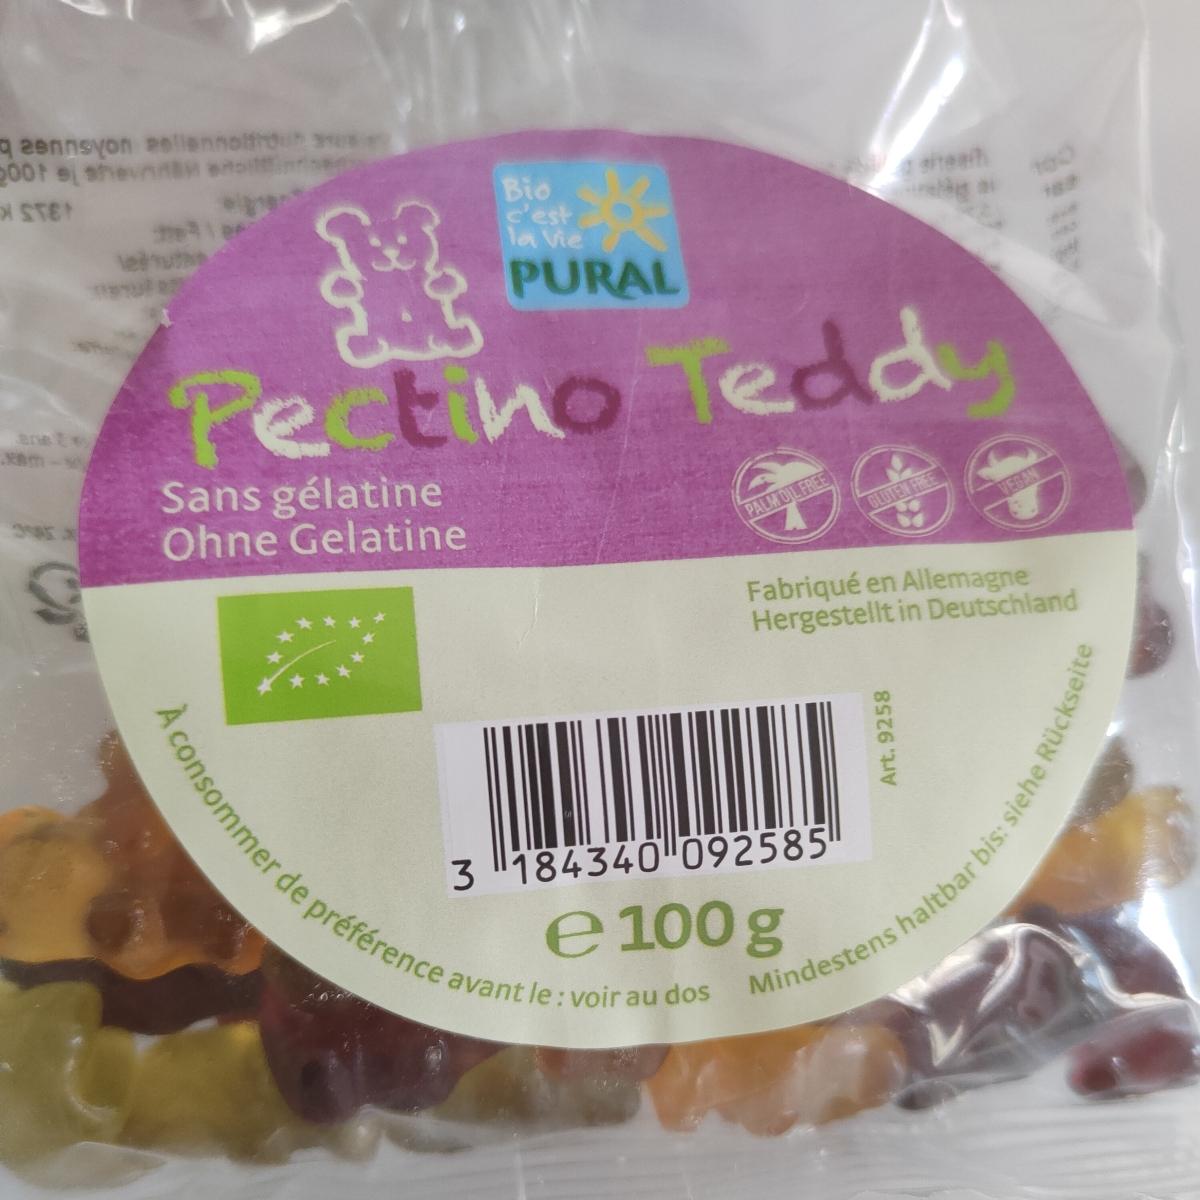 Bio
c'est
la Vie
PURAL
Pectino Teddy
Sans gélatine
Ohne Gelatine
PALM OIL FREE
GLUTEN FREE
VEGAN
Fabriqué en Allemagne
Hergestellt in Deutschland
Art. 9258
3 184340 092585
e 100 g
À consommer de préférence avant le : voir au dos
Mindestens haltbar bis: siehe Rückseite